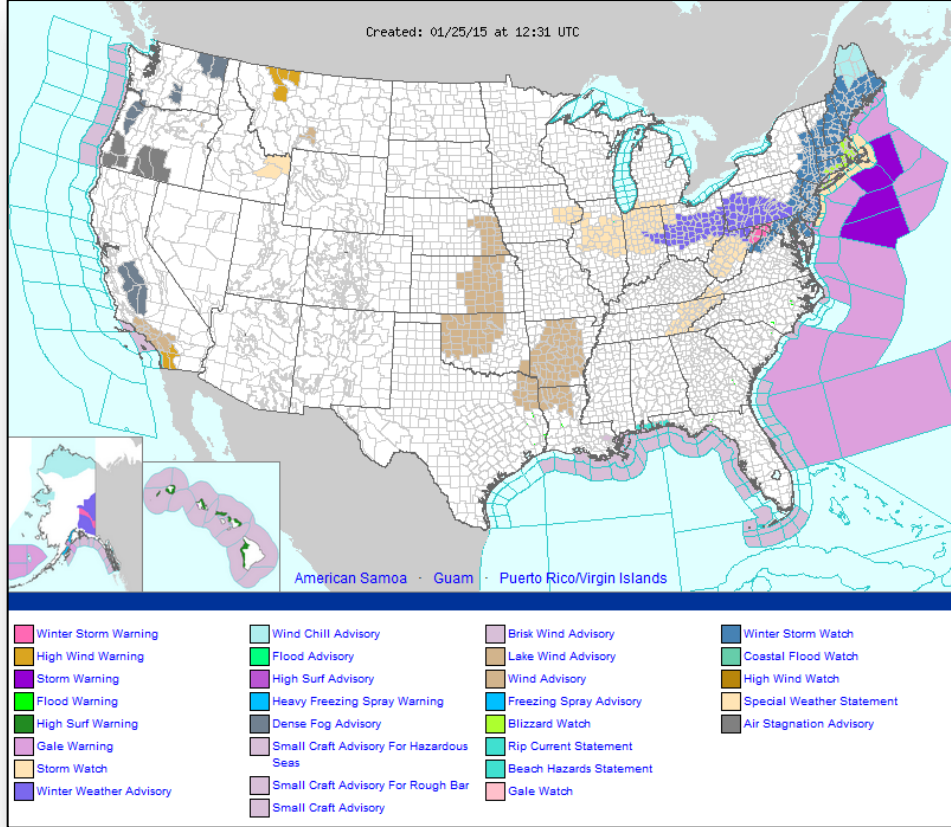 Created: 01/25/15 at 12:31 UTC
American Samoa · Guam · Puerto Rico/Virgin Islands
Winter Storm Warning
High Wind Warning
Storm Warning
Flood Warning
High Surf Warning
Gale Warning
Storm Watch
Winter Weather Advisory
Wind Chill Advisory
Flood Advisory
High Surf Advisory
Heavy Freezing Spray Warning
Dense Fog Advisory
Small Craft Advisory For Hazardous
Seas
Small Craft Advisory For Rough Bar
Small Craft Advisory
Brisk Wind Advisory
Lake Wind Advisory
Wind Advisory
Freezing Spray Advisory
Blizzard Watch
Rip Current Statement
Beach Hazards Statement
Gale Watch
Winter Storm Watch
Coastal Flood Watch
High Wind Watch
Special Weather Statement
Air Stagnation Advisory